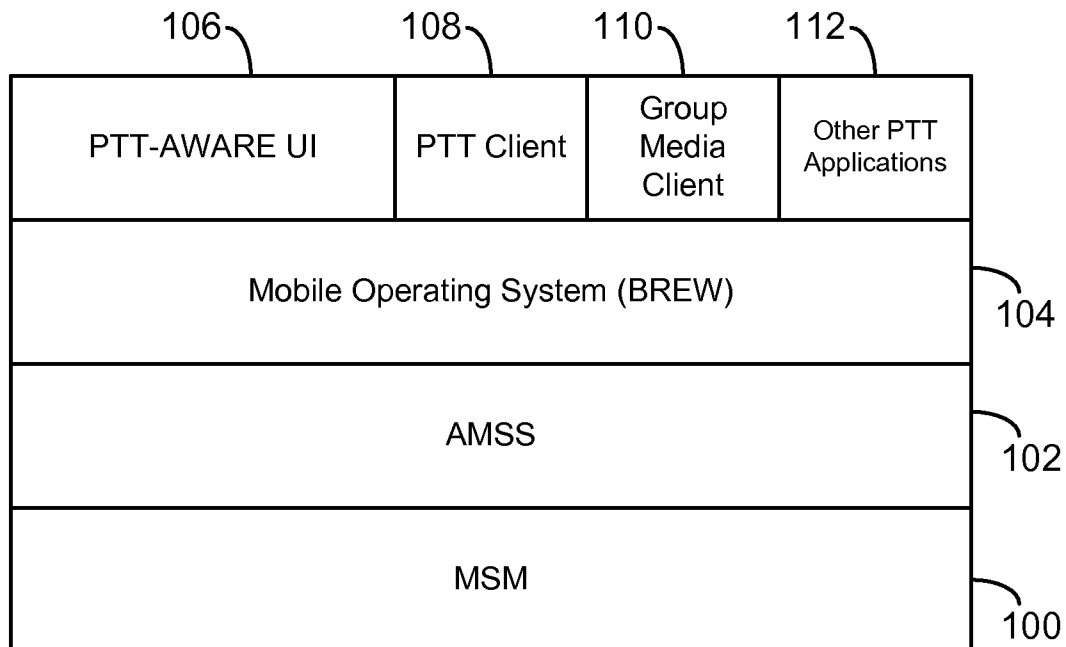 106
108
110
112
PTT-AWARE UI
PTT Client
Group
Media
Client
Other PTT
Applications
Mobile Operating System (BREW)
104
AMSS
102
MSM
100